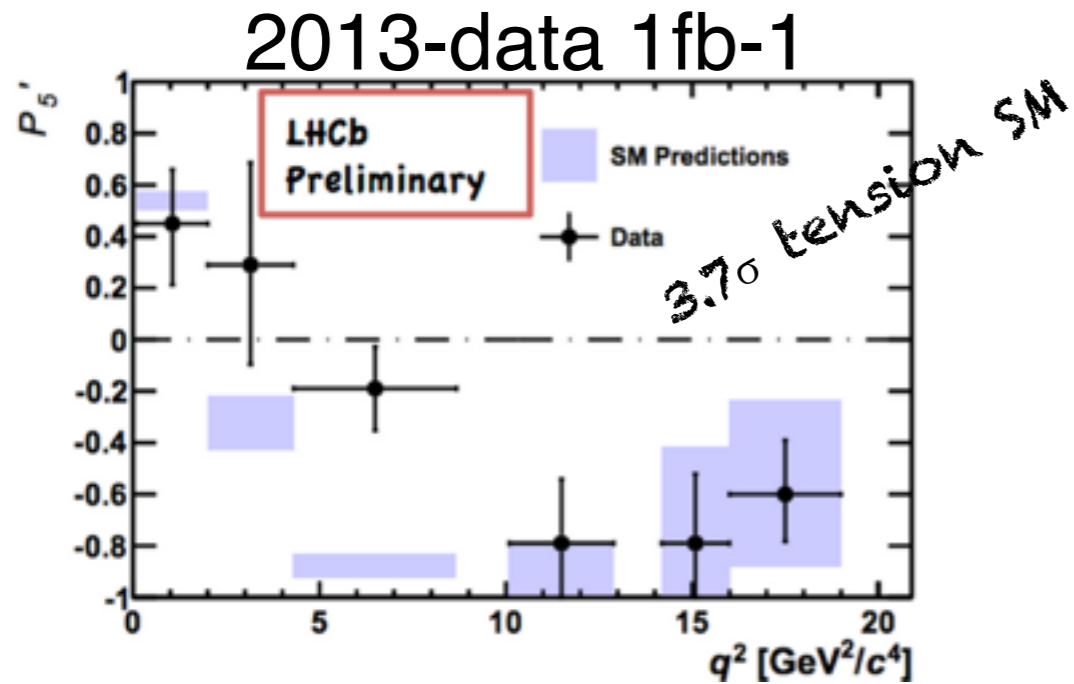 2013-data 1fb-1
P5'
1
0.8
0.6
0.4
0.2
0
-0.2
-0.4
-0.6
-0.8
-1
LHCb
Preliminary
SM Predictions
Data
3.7σ tension SM
0 5 10 15 20
q² [GeV²/c⁴]